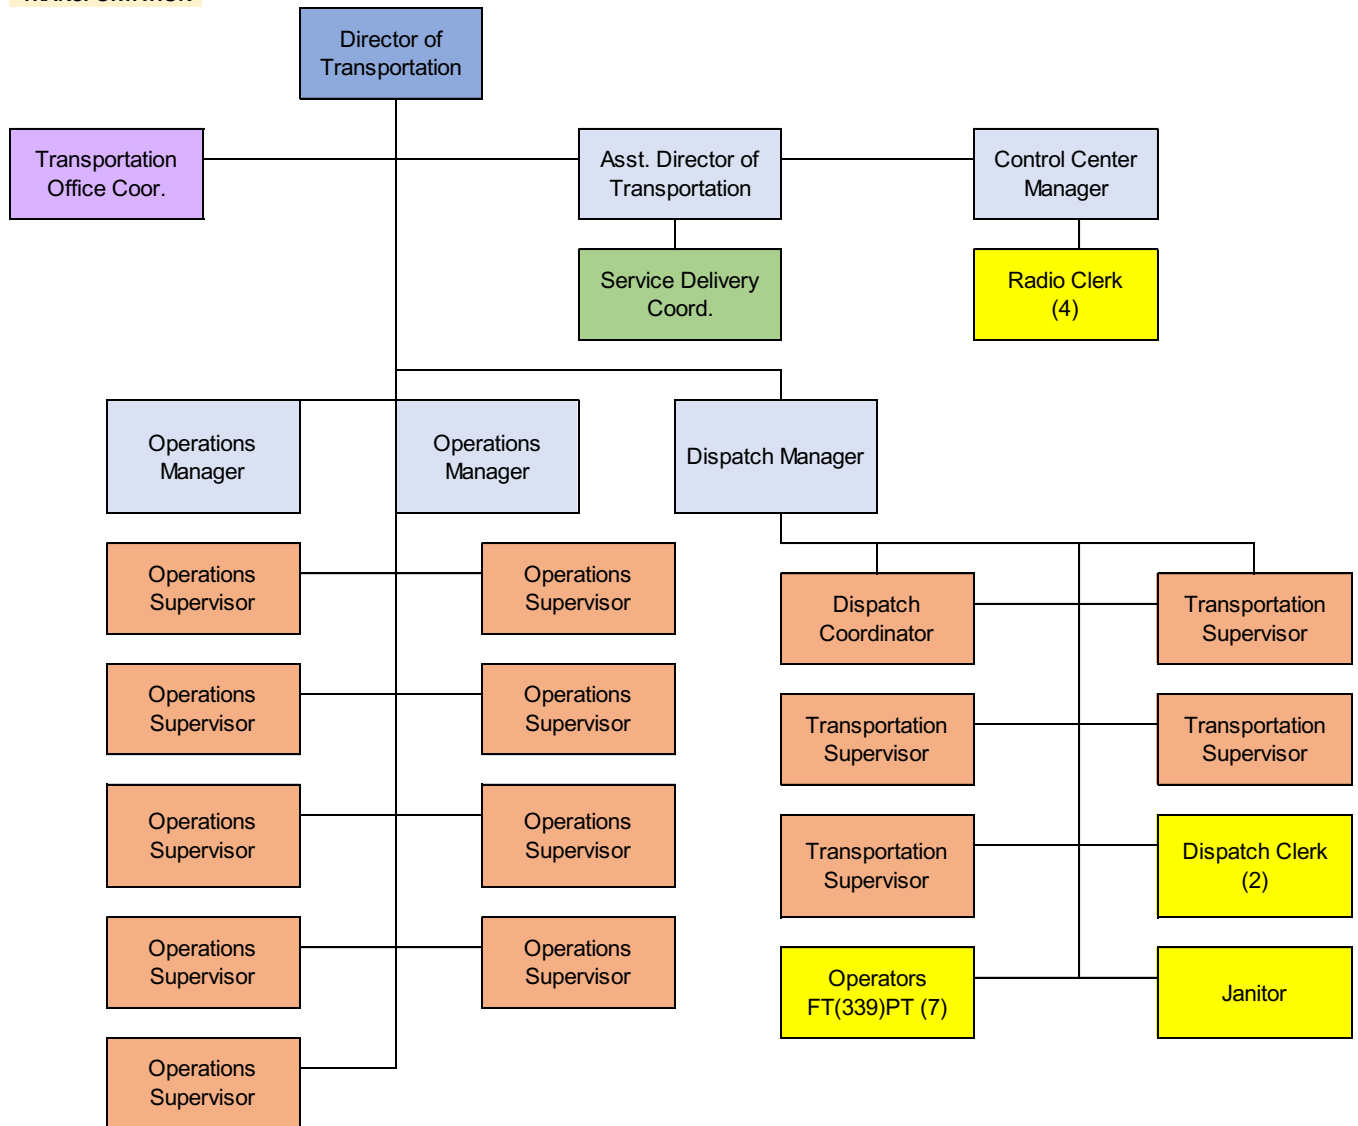 Director of
Transportation
Transportation
Office Coor.
Asst. Director of
Transportation
Control Center
Manager
Service Delivery
Coord.
Radio Clerk
(4)
Operations
Manager
Operations
Manager
Dispatch Manager
Operations
Supervisor
Operations
Supervisor
Dispatch
Coordinator
Transportation
Supervisor
Operations
Supervisor
Operations
Supervisor
Transportation
Supervisor
Transportation
Supervisor
Operations
Supervisor
Operations
Supervisor
Transportation
Supervisor
Dispatch Clerk
(2)
Operations
Supervisor
Operations
Supervisor
Operators
FT(339)PT (7)
Janitor
Operations
Supervisor